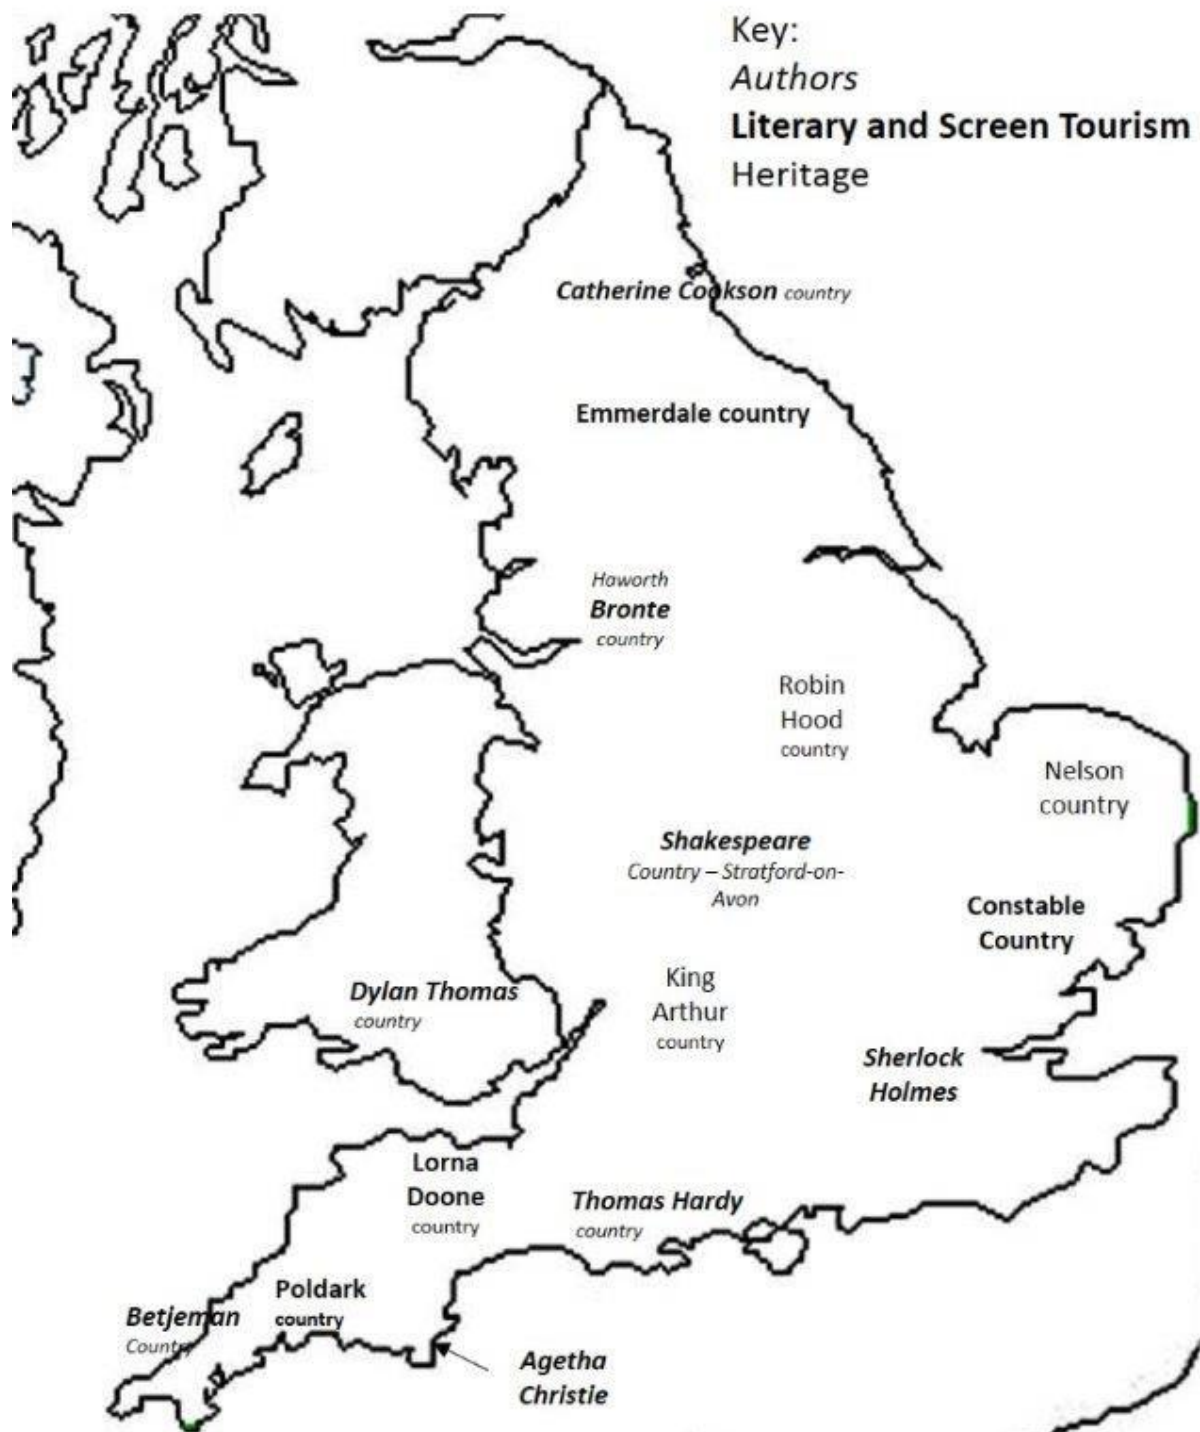 Key:
Authors
Literary and Screen Tourism
Heritage
Catherine Cookson country
Emmerdale country
Haworth
Bronte
country
Robin
Hood
country
Nelson
country
Shakespeare
Country – Stratford-on-
Avon
Constable
Country
Dylan Thomas
country
King
Arthur
country
Sherlock
Holmes
Lorna
Doone
country
Thomas Hardy
country
Poldark
country
Betjeman
Country
Agetha
Christie